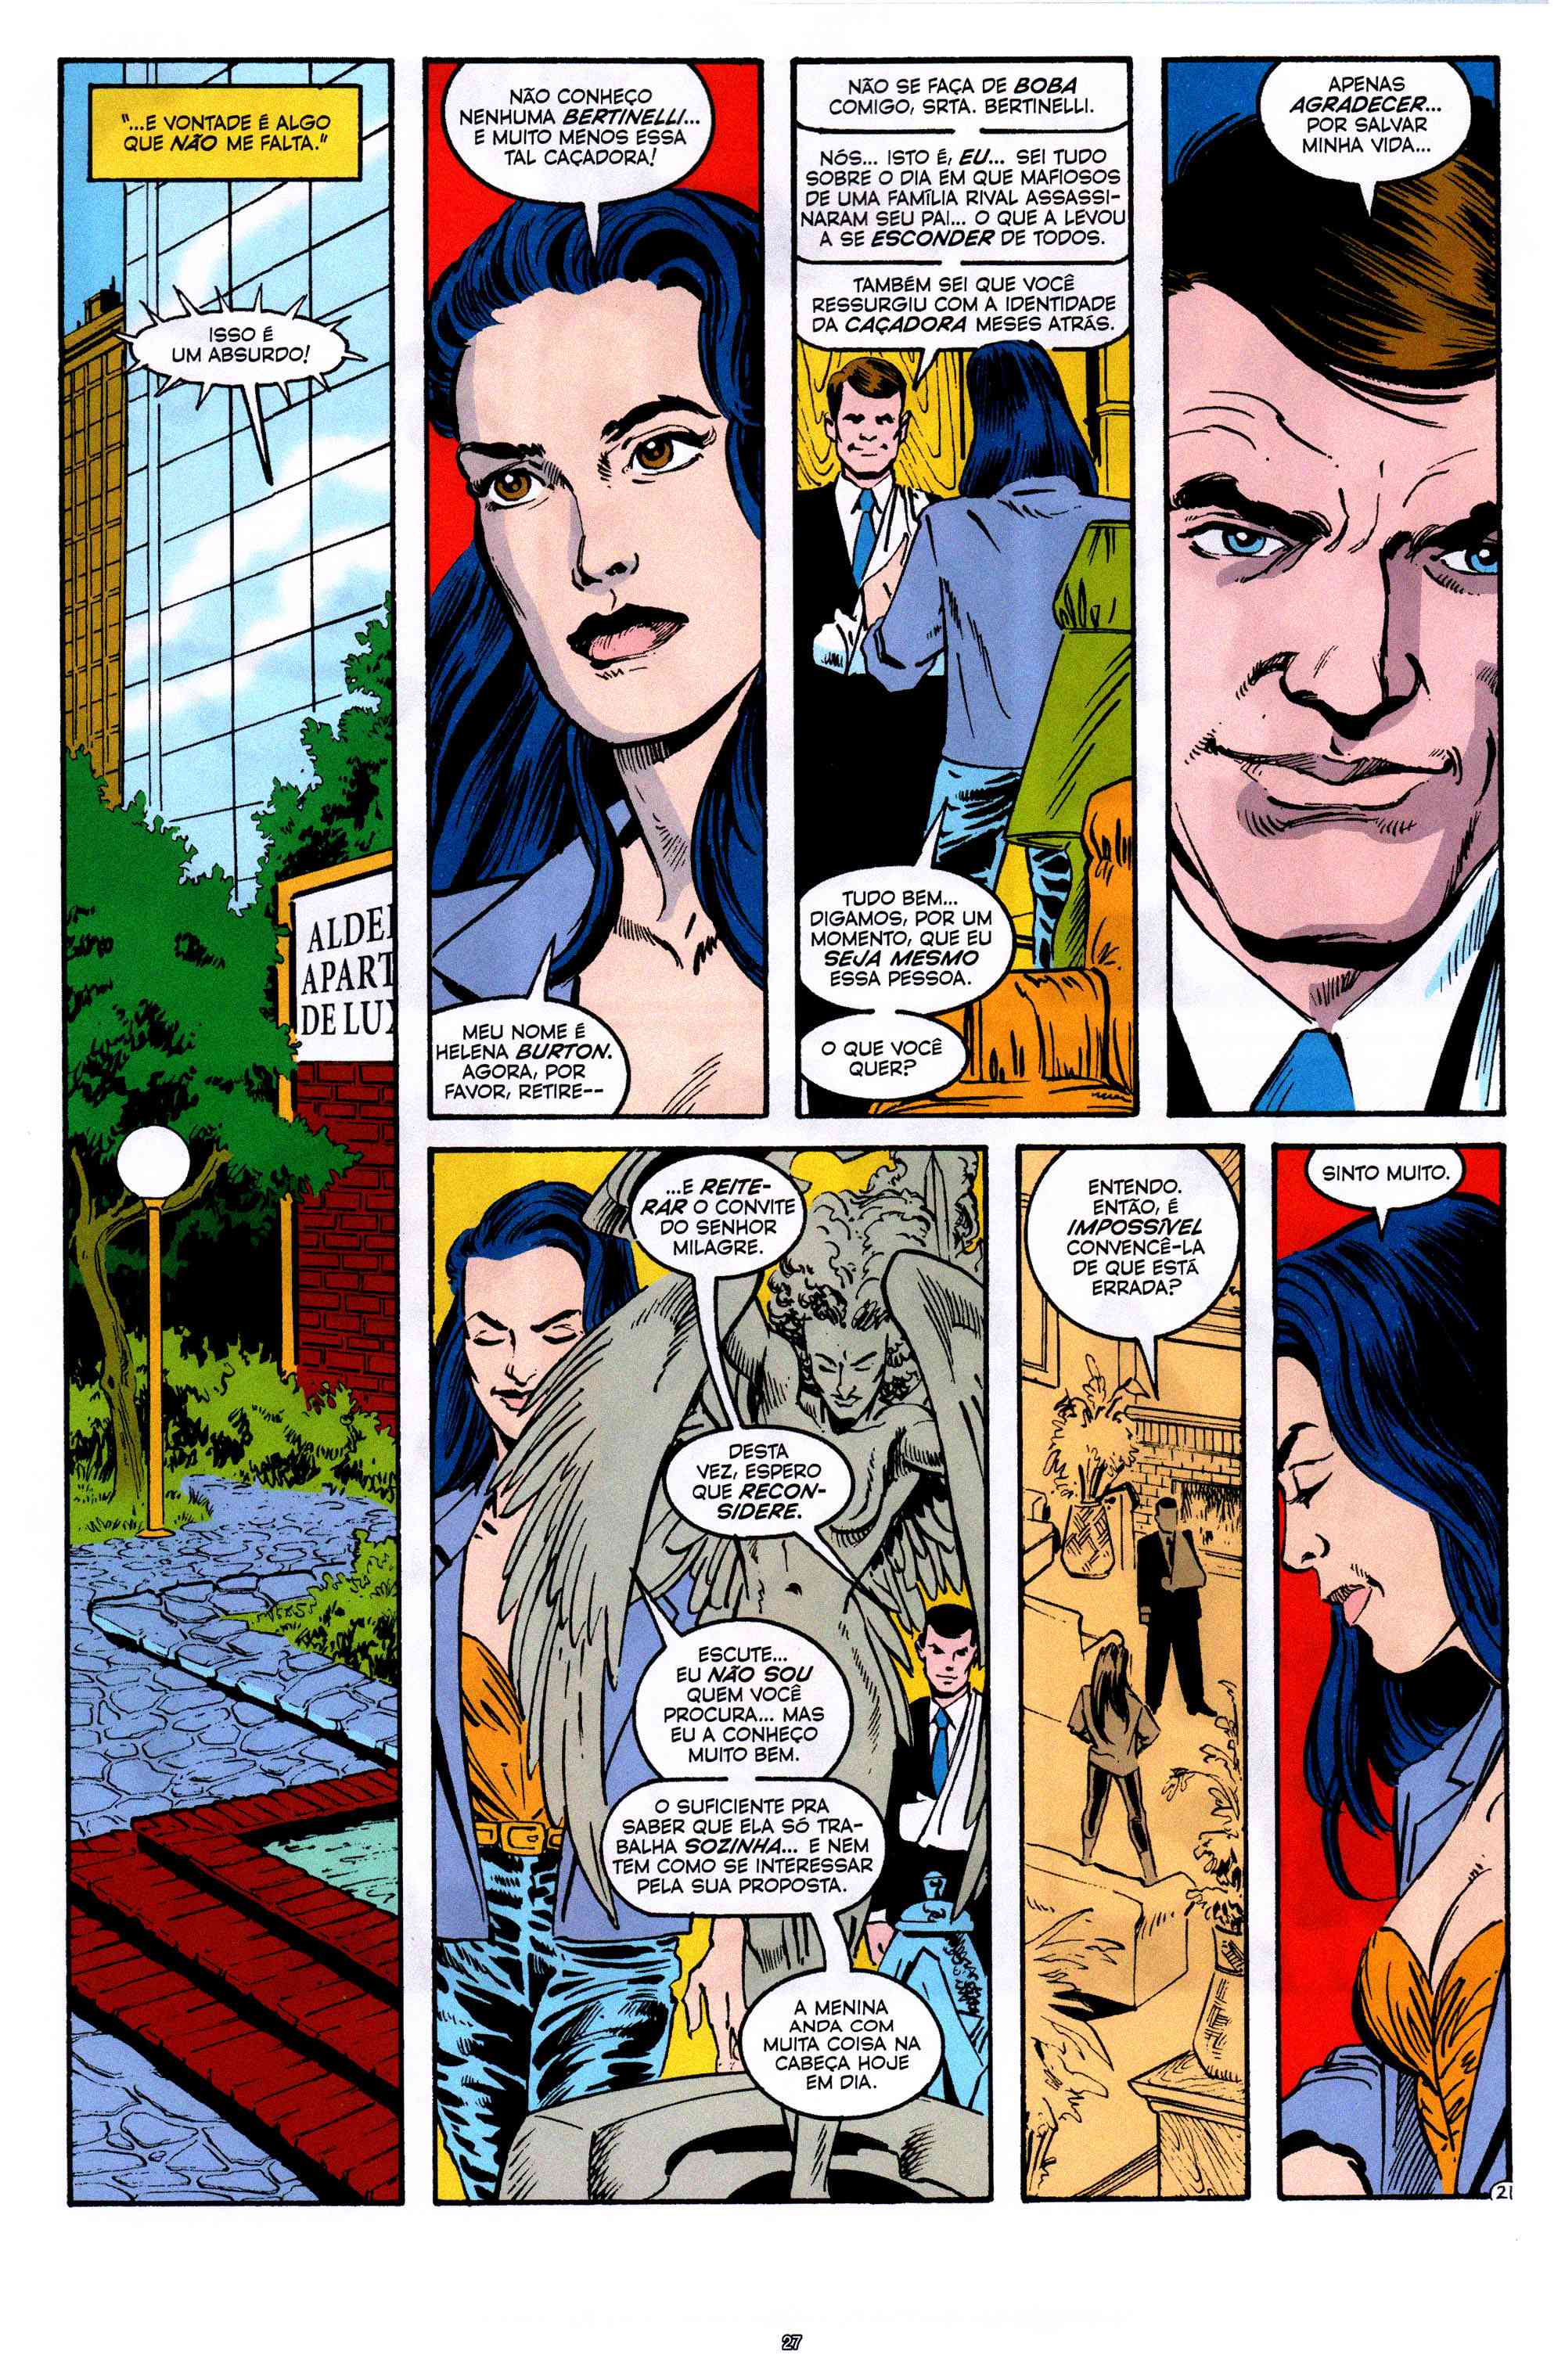 "...E VONTADE É ALGO
QUE NÃO ME FALTA."
ISSO É
UM ABSURDO!
ALDE
APART
DE LUX
NÃO CONHEÇO
NENHUMA BERTINELLI...
E MUITO MENOS ESSA
TAL CAÇADORA!
MEU NOME É
HELENA BURTON.
AGORA, POR
FAVOR, RETIRE--
NÃO SE FAÇA DE BOBA
COMIGO, SRTA. BERTINELLI.
NÓS... ISTO É, EU... SEI TUDO
SOBRE O DIA EM QUE MAFIOSOS
DE UMA FAMÍLIA RIVAL ASSASSI-
NARAM SEU PAI... O QUE A LEVOU
A SE ESCONDER DE TODOS.
TAMBÉM SEI QUE VOCÊ
RESSURGIU COM A IDENTIDADE
DA CAÇADORA MESES ATRÁS.
TUDO BEM...
DIGAMOS, POR UM
MOMENTO, QUE EU
SEJA MESMO
ESSA PESSOA.
O QUE VOCÊ
QUER?
APENAS
AGRADECER...
POR SALVAR
MINHA VIDA...
...E REITE-
RAR O CONVITE
DO SENHOR
MILAGRE.
DESTA
VEZ, ESPERO
QUE RECON-
SIDERE.
ESCUTE...
EU NÃO SOU
QUEM VOCÊ
PROCURA... MAS
EU A CONHEÇO
MUITO BEM.
O SUFICIENTE PRA
SABER QUE ELA SÓ TRA-
BALHA SOZINHA... E NEM
TEM COMO SE INTERESSAR
PELA SUA PROPOSTA.
A MENINA
ANDA COM
MUITA COISA NA
CABEÇA HOJE
EM DIA.
ENTENDO.
ENTÃO, É
IMPOSSÍVEL
CONVENCÊ-LA
DE QUE ESTÁ
ERRADA?
SINTO MUITO.
21
27